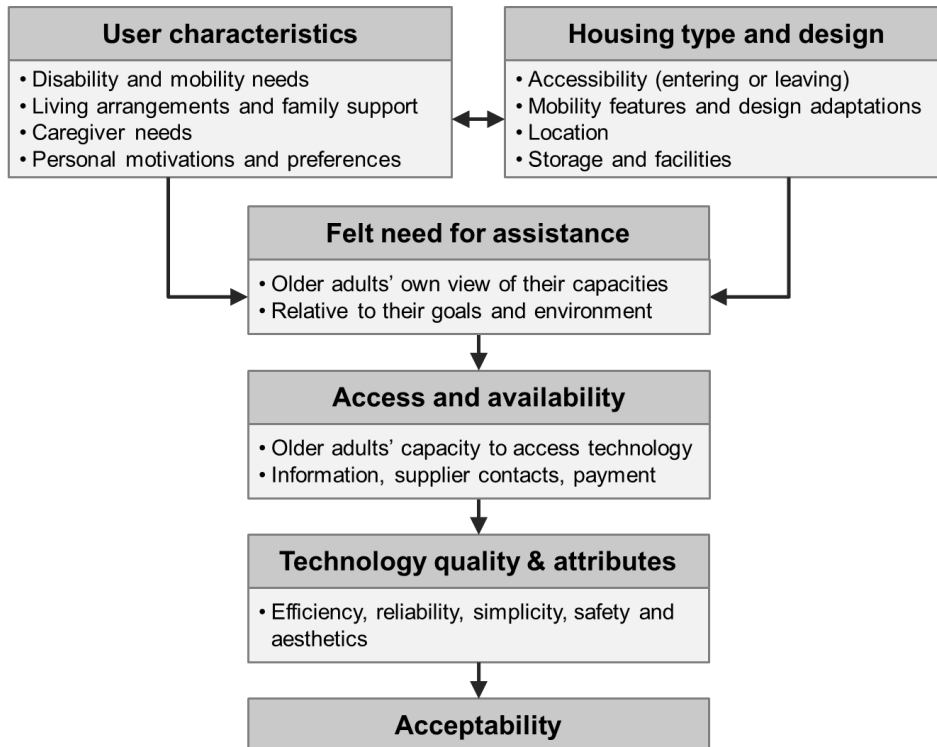 User characteristics
• Disability and mobility needs
• Living arrangements and family support
• Caregiver needs
• Personal motivations and preferences
Housing type and design
• Accessibility (entering or leaving)
• Mobility features and design adaptations
• Location
• Storage and facilities
Felt need for assistance
• Older adults’ own view of their capacities
• Relative to their goals and environment
Access and availability
• Older adults’ capacity to access technology
• Information, supplier contacts, payment
Technology quality & attributes
• Efficiency, reliability, simplicity, safety and
aesthetics
Acceptability